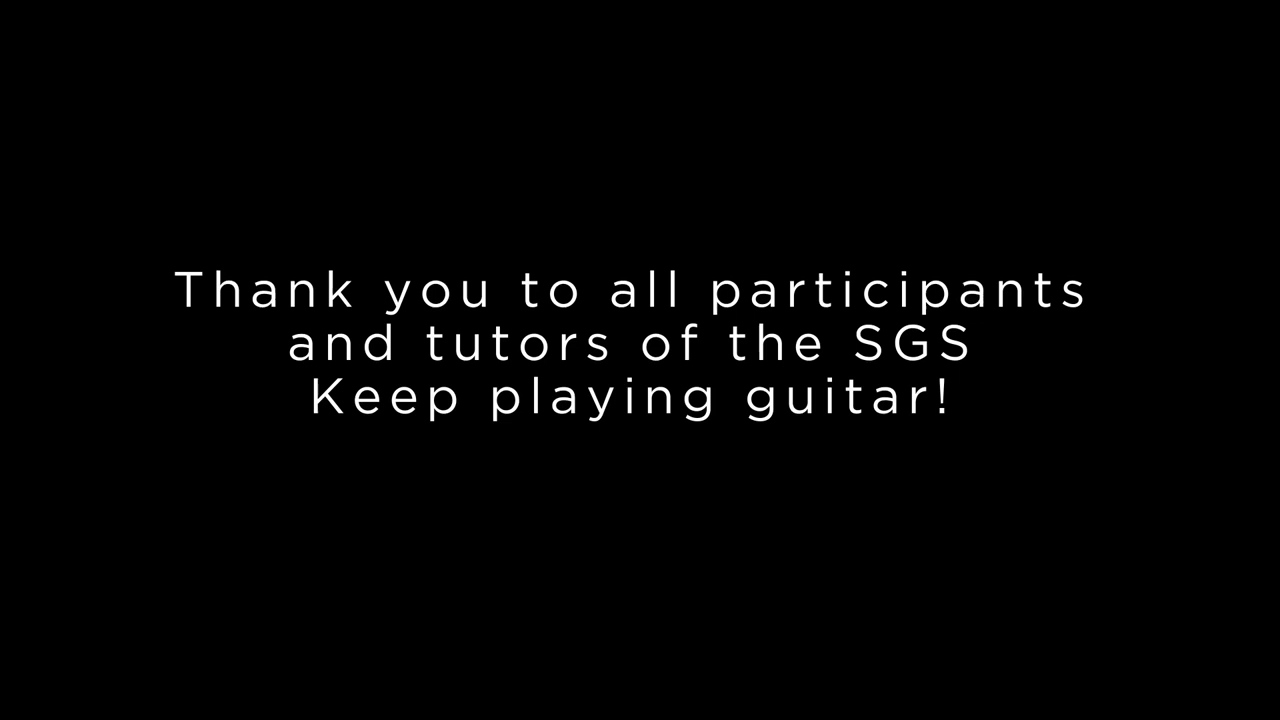 Thank you to all participants
and tutors of the SGS
Keep playing guitar!